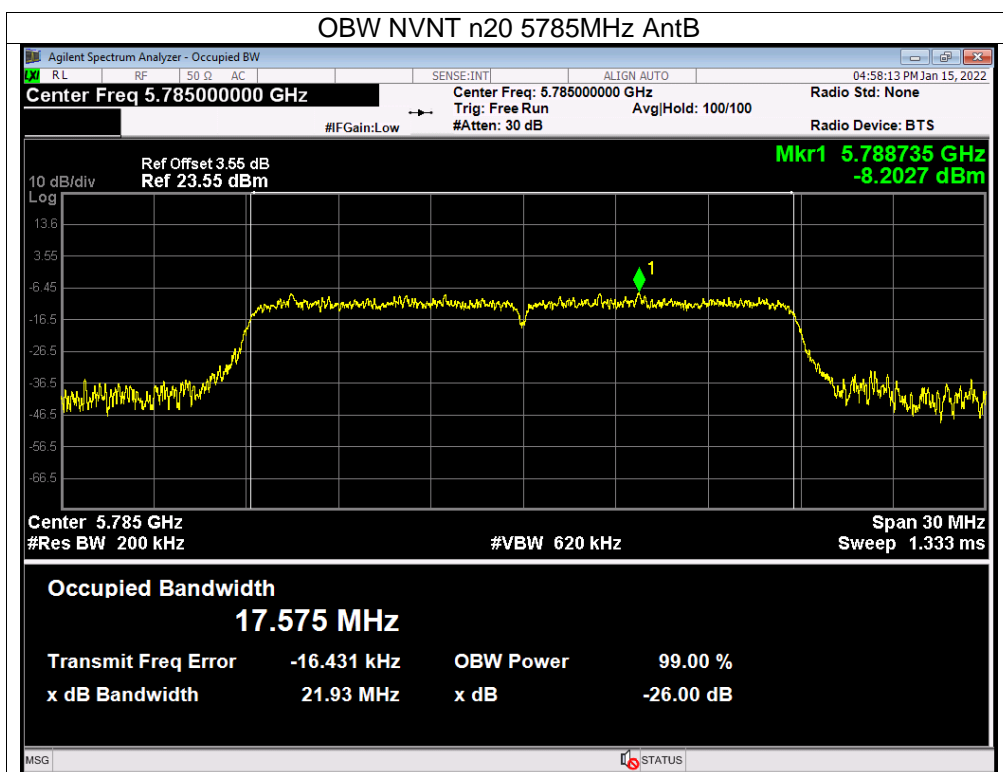 OBW NVNT n20 5785MHz AntB
Agilent Spectrum Analyzer - Occupied BW
LXI RL RF 50 Ω AC SENSE:INT ALIGN AUTO 04:58:13 PM Jan 15, 2022
Center Freq 5.785000000 GHz Center Freq: 5.785000000 GHz Radio Std: None
Trig: Free Run Avg|Hold: 100/100
#IFGain:Low #Atten: 30 dB Radio Device: BTS
Mkr1 5.788735 GHz
-8.2027 dBm
Ref Offset 3.55 dB
10 dB/div Ref 23.55 dBm
Log
13.6
3.55
1
-6.45
-16.5
-26.5
-36.5
-46.5
-56.5
-66.5
Center 5.785 GHz Span 30 MHz
#Res BW 200 kHz #VBW 620 kHz Sweep 1.333 ms
Occupied Bandwidth
17.575 MHz
Transmit Freq Error -16.431 kHz OBW Power 99.00 %
x dB Bandwidth 21.93 MHz x dB -26.00 dB
MSG STATUS